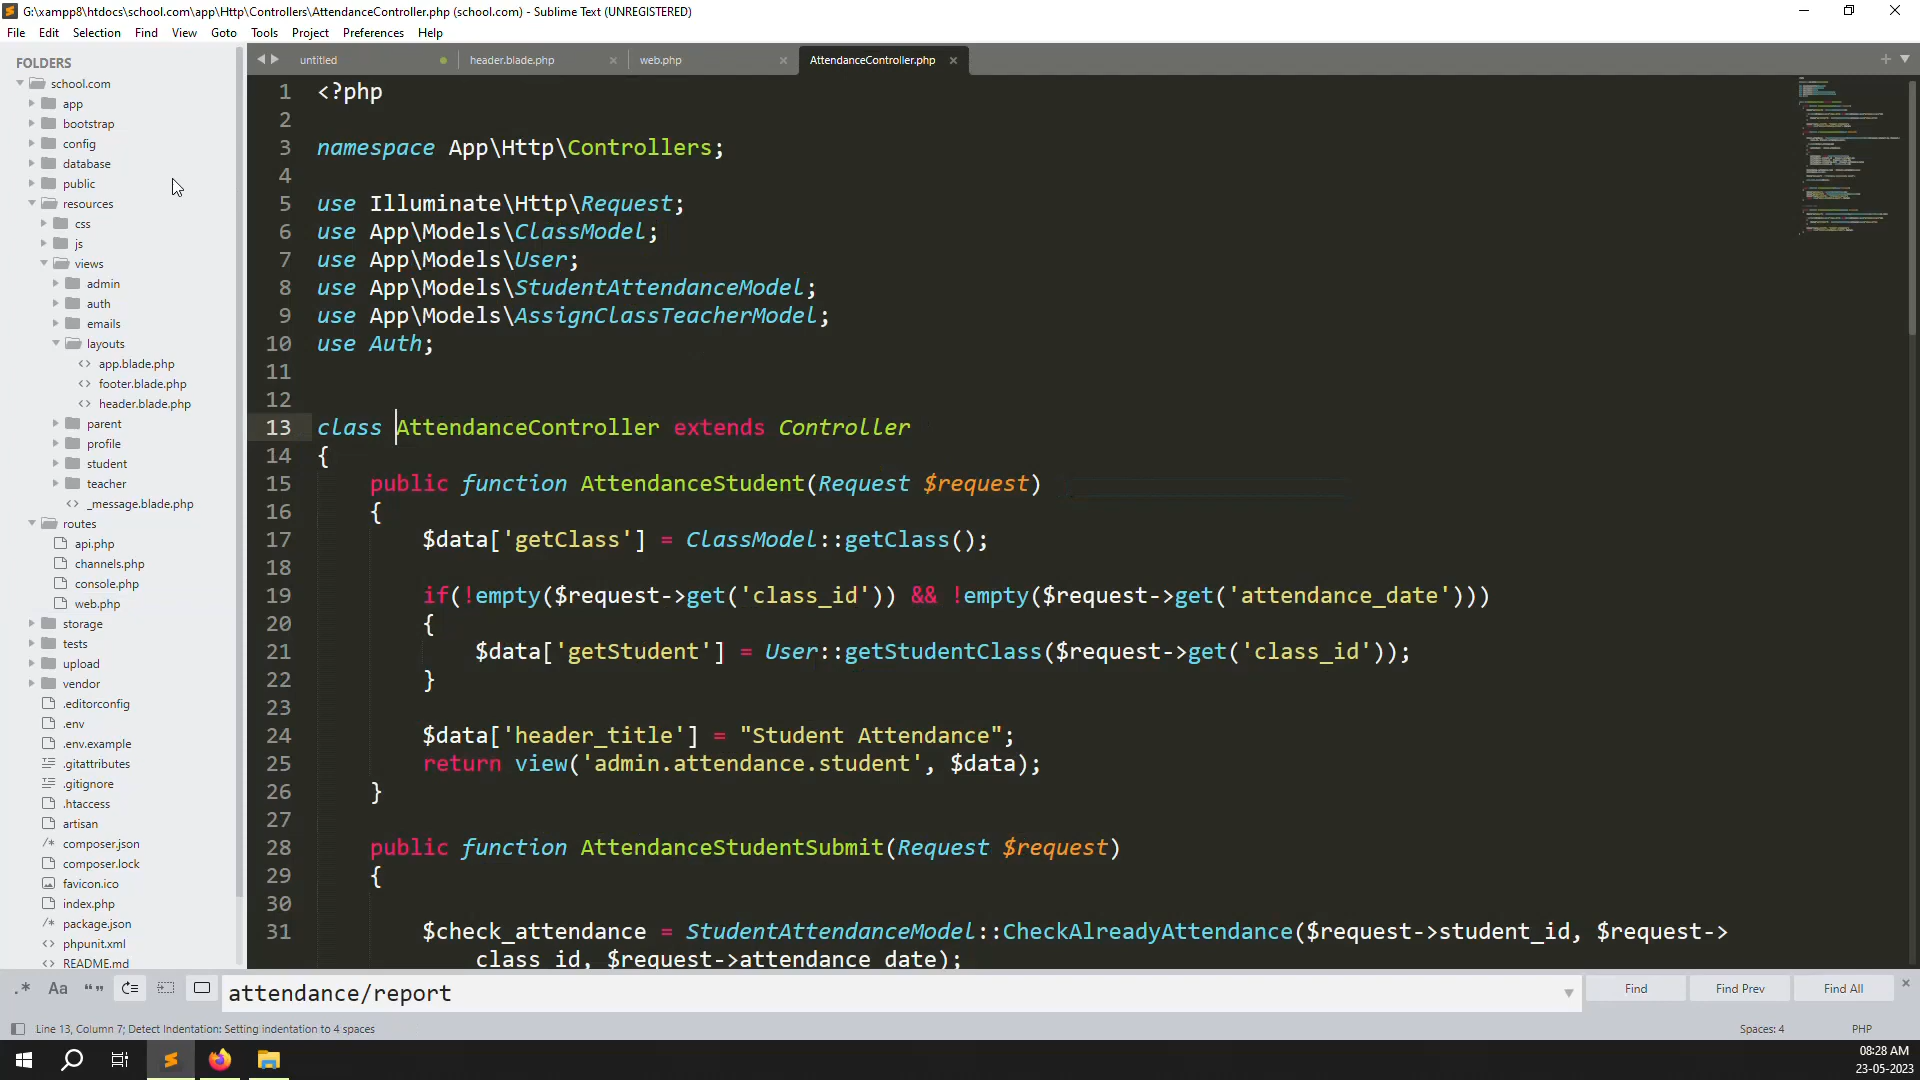 G:\xampp8\htdocs\school.com\app\Http\Controllers\AttendanceController.php (school.com) - Sublime Text (UNREGISTERED)
File Edit Selection Find View Goto Tools Project Preferences Help
FOLDERS
school.com
app
bootstrap
config
database
public
resources
css
js
views
admin
auth
emails
layouts
app.blade.php
footer.blade.php
header.blade.php
parent
profile
student
teacher
_message.blade.php
routes
api.php
channels.php
console.php
web.php
storage
tests
upload
vendor
.editorconfig
.env
.env.example
.gitattributes
.gitignore
.htaccess
artisan
composer.json
composer.lock
favicon.ico
index.php
package.json
phpunit.xml
README.md
untitled header.blade.php web.php AttendanceController.php
1 <?php
2
3 namespace App\Http\Controllers;
4
5 use Illuminate\Http\Request;
6 use App\Models\ClassModel;
7 use App\Models\User;
8 use App\Models\StudentAttendanceModel;
9 use App\Models\AssignClassTeacherModel;
10 use Auth;
11
12
13 class AttendanceController extends Controller
14 {
15 public function AttendanceStudent(Request $request)
16 {
17 $data['getClass'] = ClassModel::getClass();
18
19 if(!empty($request->get('class_id')) && !empty($request->get('attendance_date')))
20 {
21 $data['getStudent'] = User::getStudentClass($request->get('class_id'));
22 }
23
24 $data['header_title'] = "Student Attendance";
25 return view('admin.attendance.student', $data);
26 }
27
28 public function AttendanceStudentSubmit(Request $request)
29 {
30
31 $check_attendance = StudentAttendanceModel::CheckAlreadyAttendance($request->student_id, $request->
class_id, $request->attendance_date);
.* Aa “” attendance/report Find Find Prev Find All
Line 13, Column 7; Detect Indentation: Setting indentation to 4 spaces Spaces: 4 PHP
08:28 AM
23-05-2023